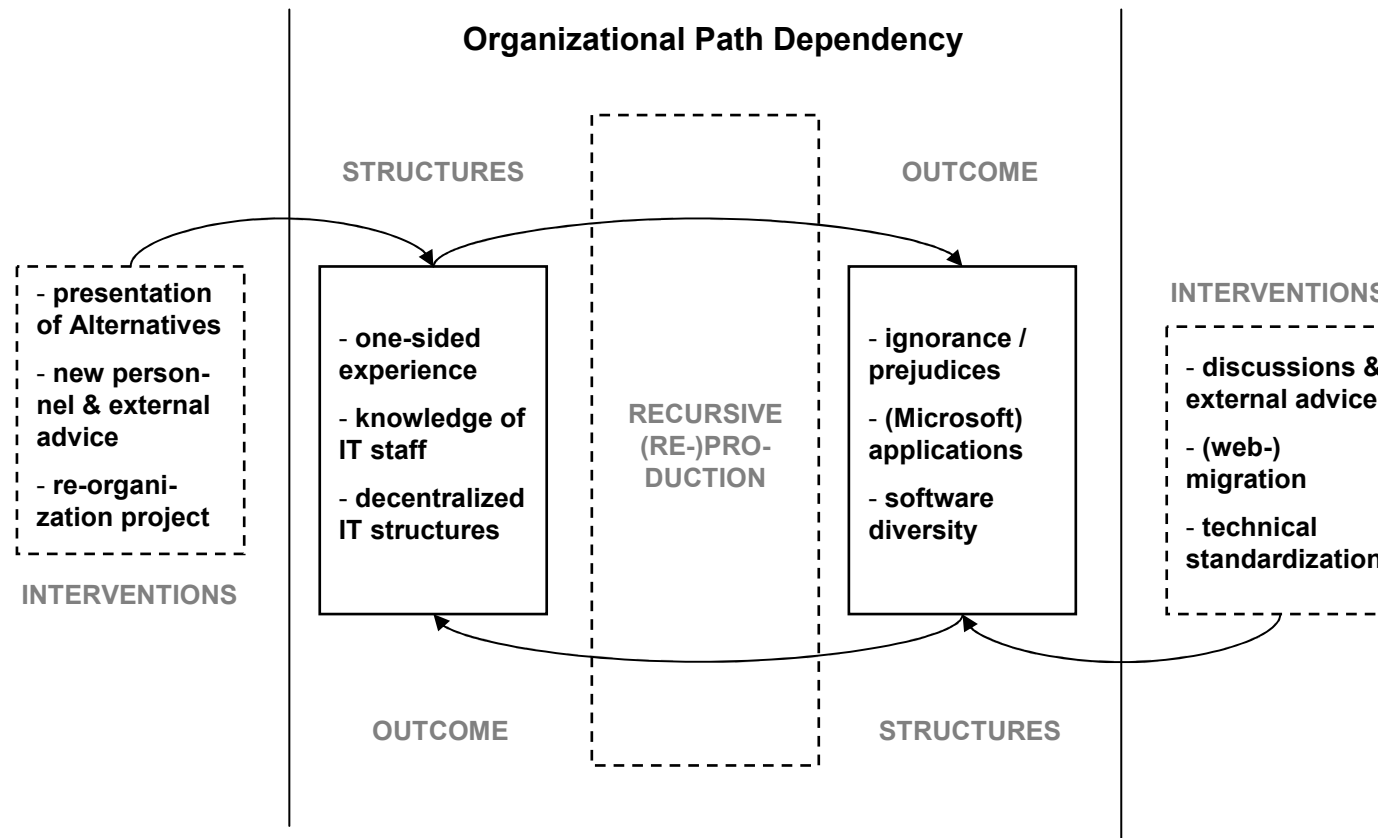 Organizational Path Dependency
STRUCTURES
OUTCOME
- presentation
of Alternatives
- new person-
nel & external
advice
- re-organi-
zation project
INTERVENTIONS
- one-sided
experience
- knowledge of
IT staff
- decentralized
IT structures
RECURSIVE
(RE-)PRO-
DUCTION
- ignorance /
prejudices
- (Microsoft)
applications
- software
diversity
INTERVENTIONS
- discussions &
external advice
- (web-)
migration
- technical
standardization
OUTCOME
STRUCTURES